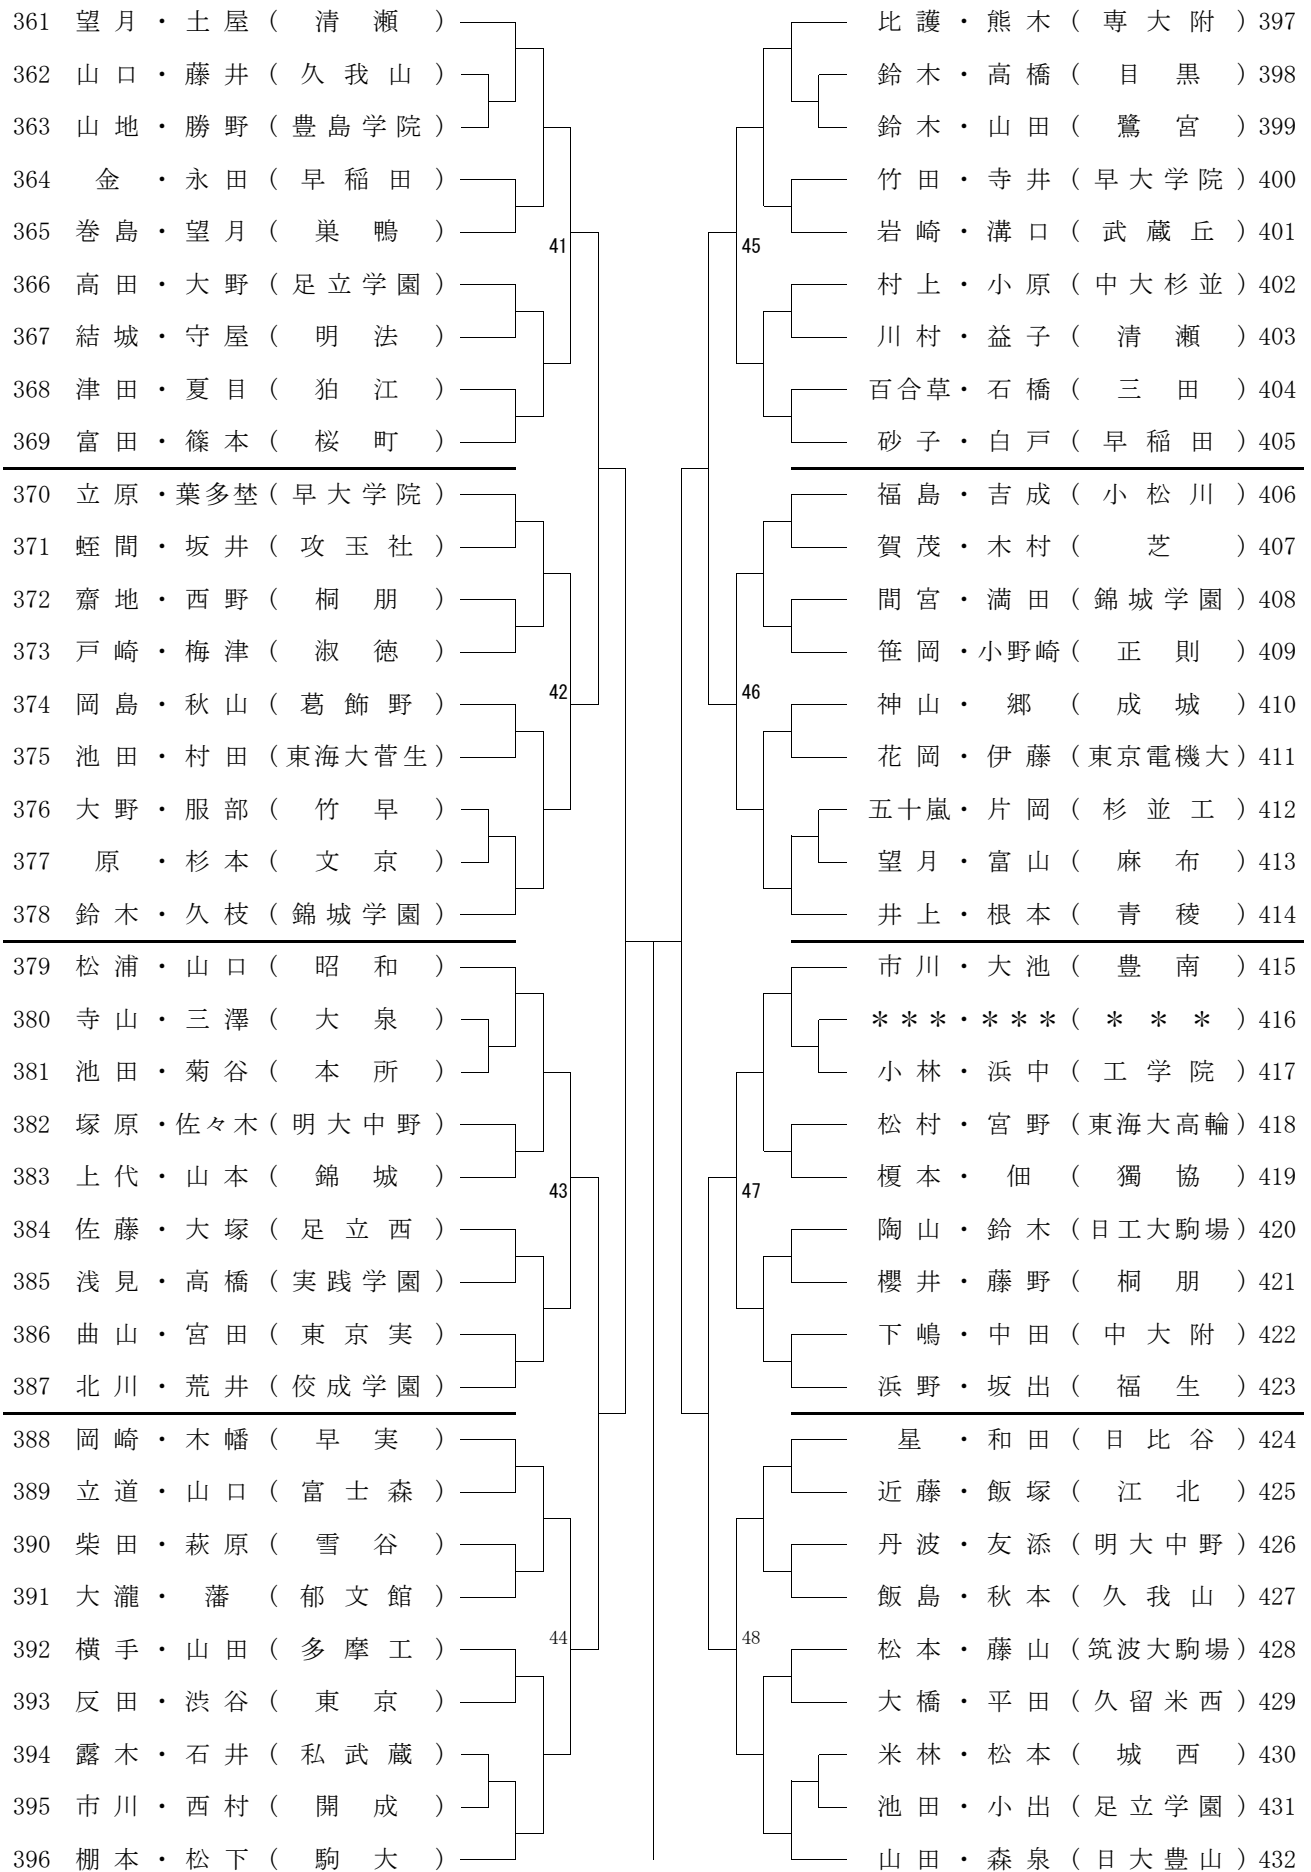 361 望月・土屋（清瀬）
362 山口・藤井（久我山）
363 山地・勝野（豊島学院）
364 金・永田（早稲田）
365 巻島・望月（巣鴨）
41
366 高田・大野（足立学園）
367 結城・守屋（明法）
368 津田・夏目（狛江）
369 富田・篠本（桜町）
370 立原・葉多埜（早大学院）
371 蛭間・坂井（攻玉社）
372 齋地・西野（桐朋）
373 戸崎・梅津（淑徳）
42
374 岡島・秋山（葛飾野）
375 池田・村田（東海大菅生）
376 大野・服部（竹早）
377 原・杉本（文京）
378 鈴木・久枝（錦城学園）
379 松浦・山口（昭和）
380 寺山・三澤（大泉）
381 池田・菊谷（本所）
382 塚原・佐々木（明大中野）
383 上代・山本（錦城）
43
384 佐藤・大塚（足立西）
385 浅見・高橋（実践学園）
386 曲山・宮田（東京実）
387 北川・荒井（佼成学園）
388 岡崎・木幡（早実）
389 立道・山口（富士森）
390 柴田・萩原（雪谷）
391 大瀧・藩（郁文館）
44
392 横手・山田（多摩工）
393 反田・渋谷（東京）
394 露木・石井（私武蔵）
395 市川・西村（開成）
396 棚本・松下（駒大）
比護・熊木（専大附）397
鈴木・高橋（目黒）398
鈴木・山田（鷺宮）399
竹田・寺井（早大学院）400
岩崎・溝口（武蔵丘）401
45
村上・小原（中大杉並）402
川村・益子（清瀬）403
百合草・石橋（三田）404
砂子・白戸（早稲田）405
福島・吉成（小松川）406
賀茂・木村（芝）407
間宮・満田（錦城学園）408
笹岡・小野崎（正則）409
46
神山・郷（成城）410
花岡・伊藤（東京電機大）411
五十嵐・片岡（杉並工）412
望月・富山（麻布）413
井上・根本（青稜）414
市川・大池（豊南）415
＊＊＊・＊＊＊（＊＊＊）416
小林・浜中（工学院）417
松村・宮野（東海大高輪）418
榎本・佃（獨協）419
47
陶山・鈴木（日工大駒場）420
櫻井・藤野（桐朋）421
下嶋・中田（中大附）422
浜野・坂出（福生）423
星・和田（日比谷）424
近藤・飯塚（江北）425
丹波・友添（明大中野）426
飯島・秋本（久我山）427
48
松本・藤山（筑波大駒場）428
大橋・平田（久留米西）429
米林・松本（城西）430
池田・小出（足立学園）431
山田・森泉（日大豊山）432